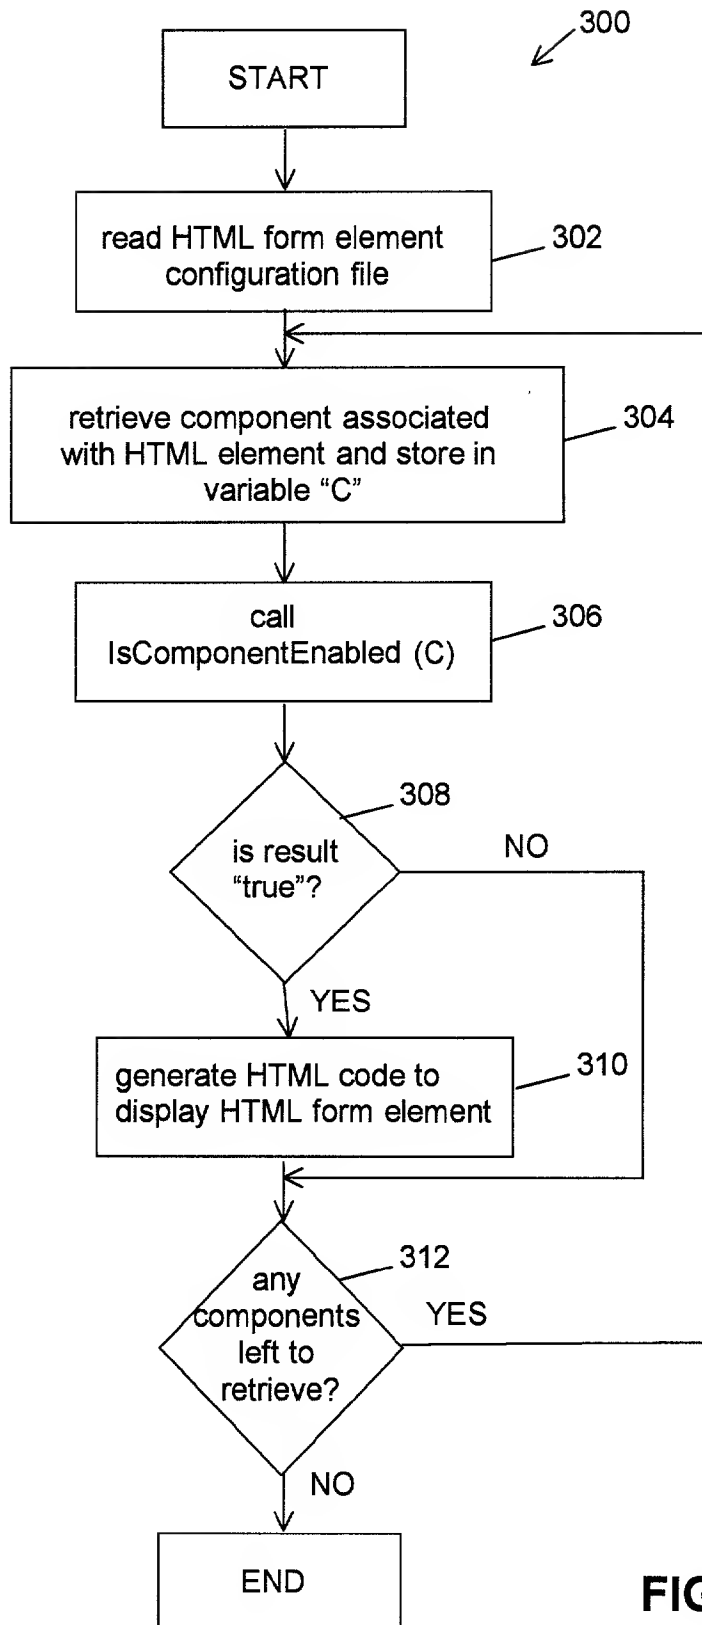 300
START
read HTML form element
configuration file
302
retrieve component associated
with HTML element and store in
variable “C”
304
call
IsComponentEnabled (C)
306
308
is result
“true”?
NO
YES
generate HTML code to
display HTML form element
310
312
any
components
left to
retrieve?
YES
NO
END
FIG